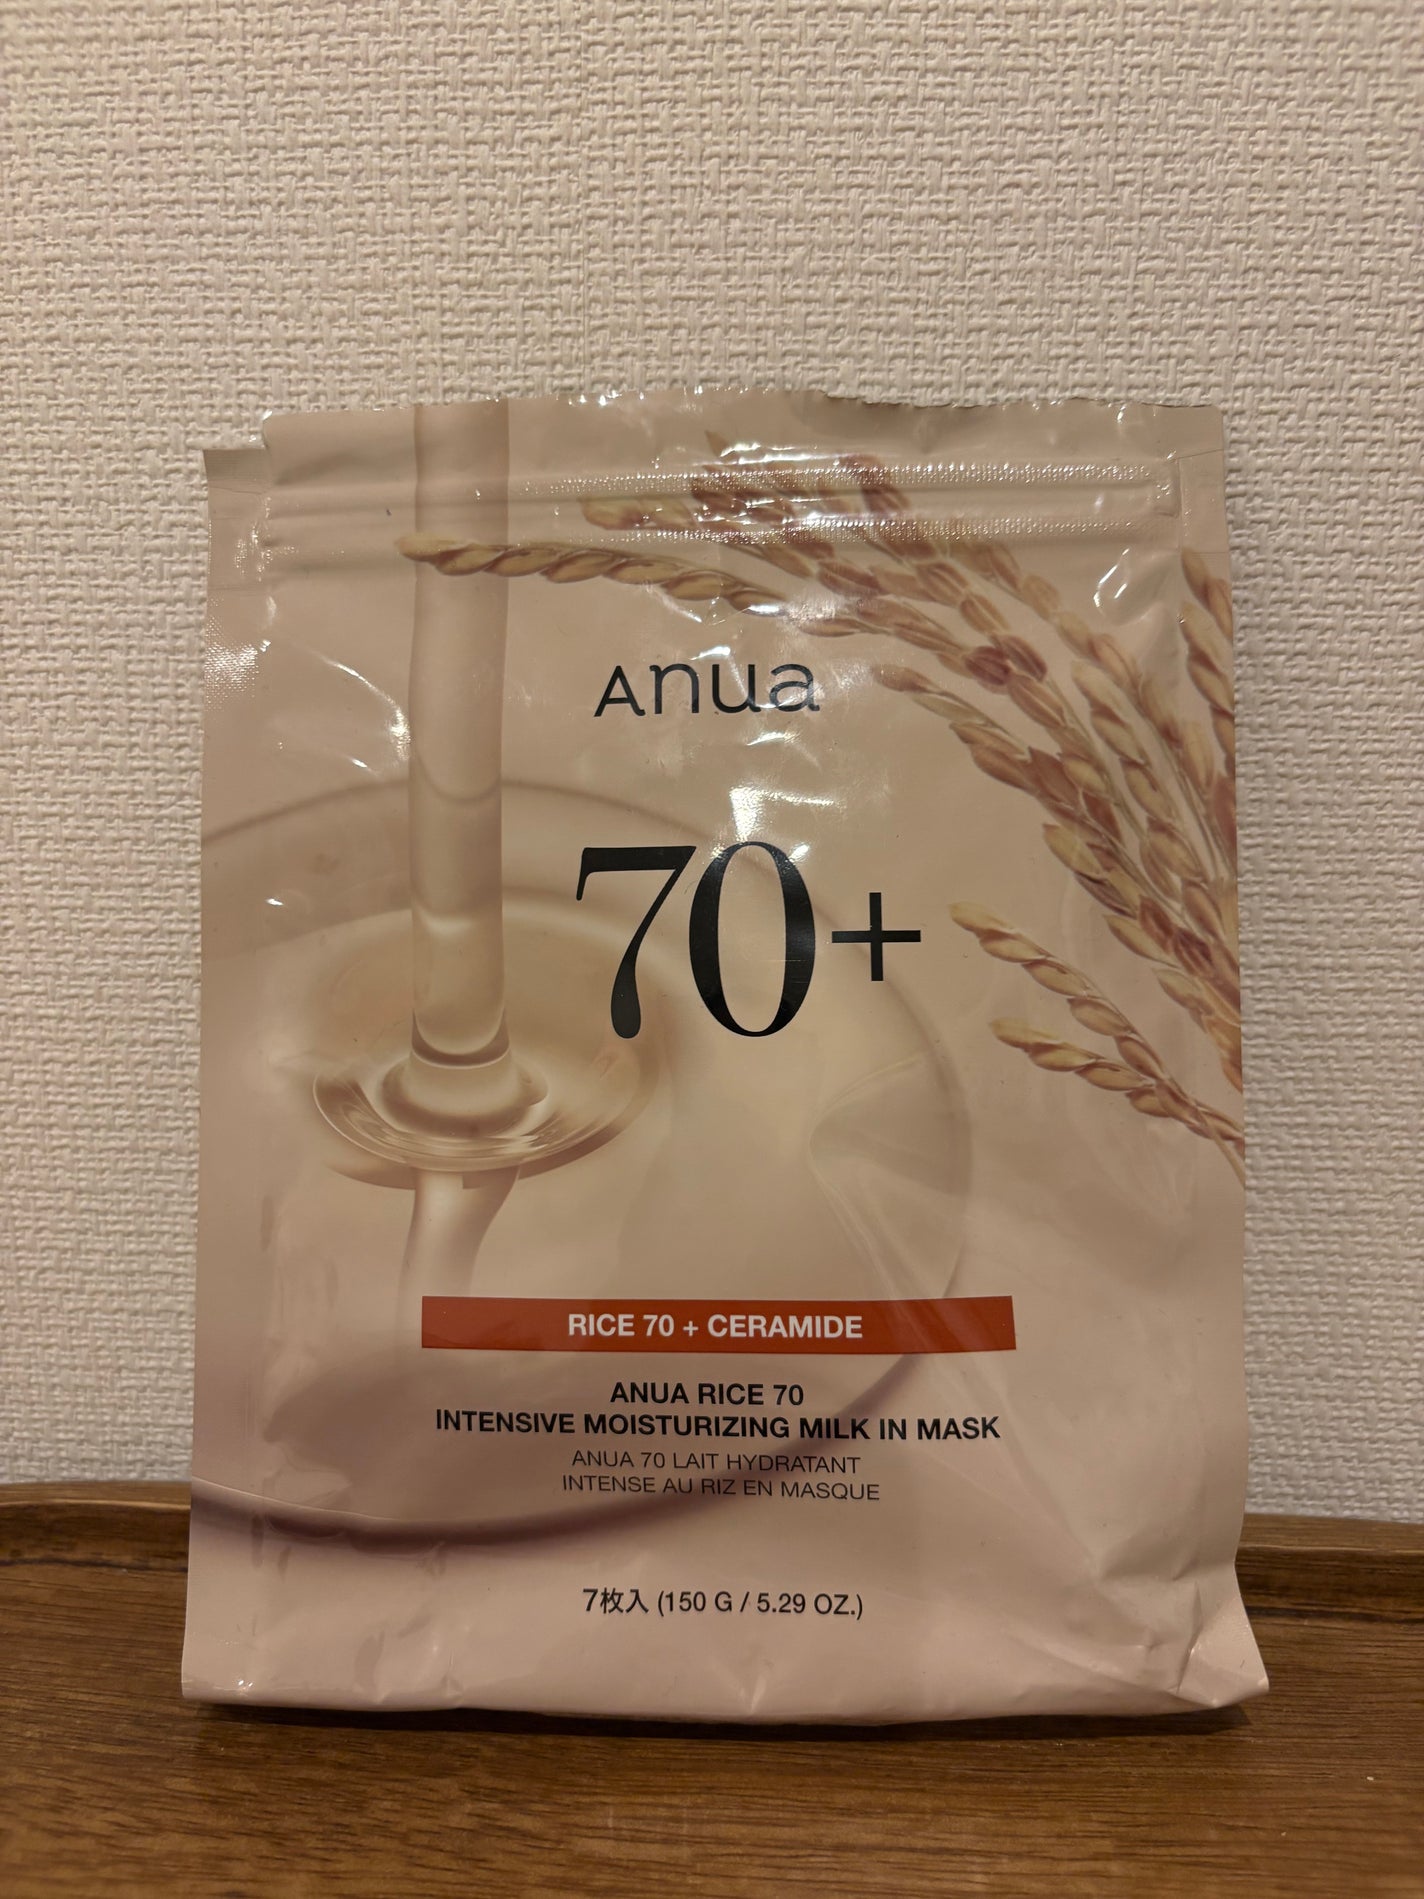 Anua
70+
RICE 70 + CERAMIDE
ANUA RICE 70
INTENSIVE MOISTURIZING MILK IN MASK
ANUA 70 LAIT HYDRATANT
INTENSE AU RIZ EN MASQUE
7枚入 (150 G / 5.29 OZ.)